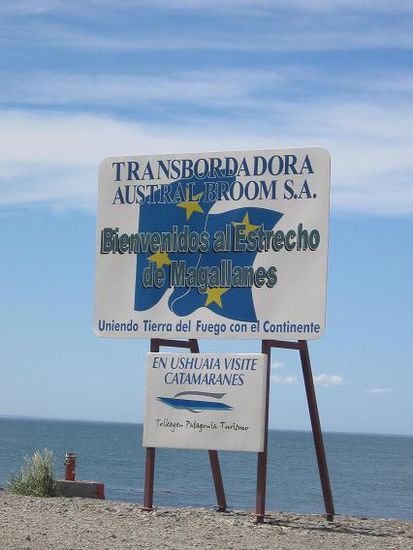 TRANSBORDADORA
AUSTRAL BROOM S.A.
Bienvenidos al Estrecho
de Magallanes
Uniendo Tierra del Fuego con el Continente
EN USHUAIA VISITE
CATAMARANES
Tolkeyen Patagonia Turismo